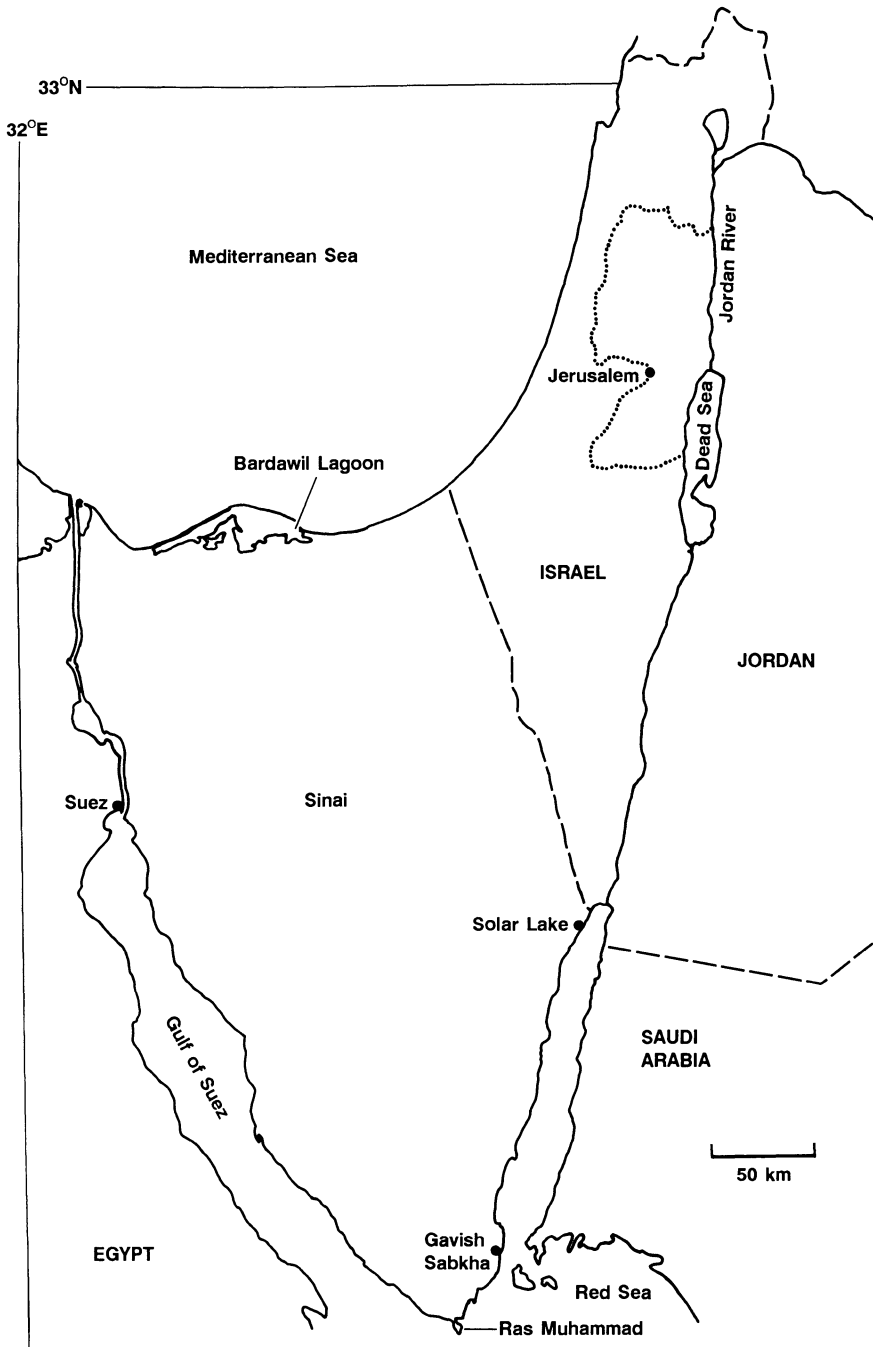 33°N
32°E
Mediterranean Sea
Jordan River
Jerusalem
Dead Sea
Bardawil Lagoon
ISRAEL
JORDAN
Suez
Sinai
Solar Lake
Gulf of Suez
SAUDI
ARABIA
50 km
Gavish
Sabkha
EGYPT
Red Sea
Ras Muhammad